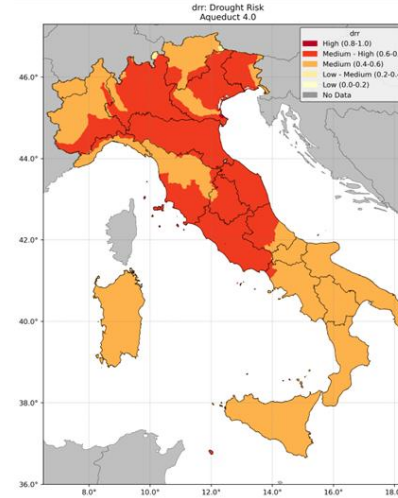 drr: Drought Risk
Aqueduct 4.0
drr
High (0.8-1.0)
Medium - High (0.6-0.
Medium (0.4-0.6)
Low - Medium (0.2-0.
Low (0.0-0.2)
No Data
46.0°
44.0°
42.0°
40.0°
38.0°
36.0°
8.0°
10.0°
12.0°
14.0°
16.0°
18.0